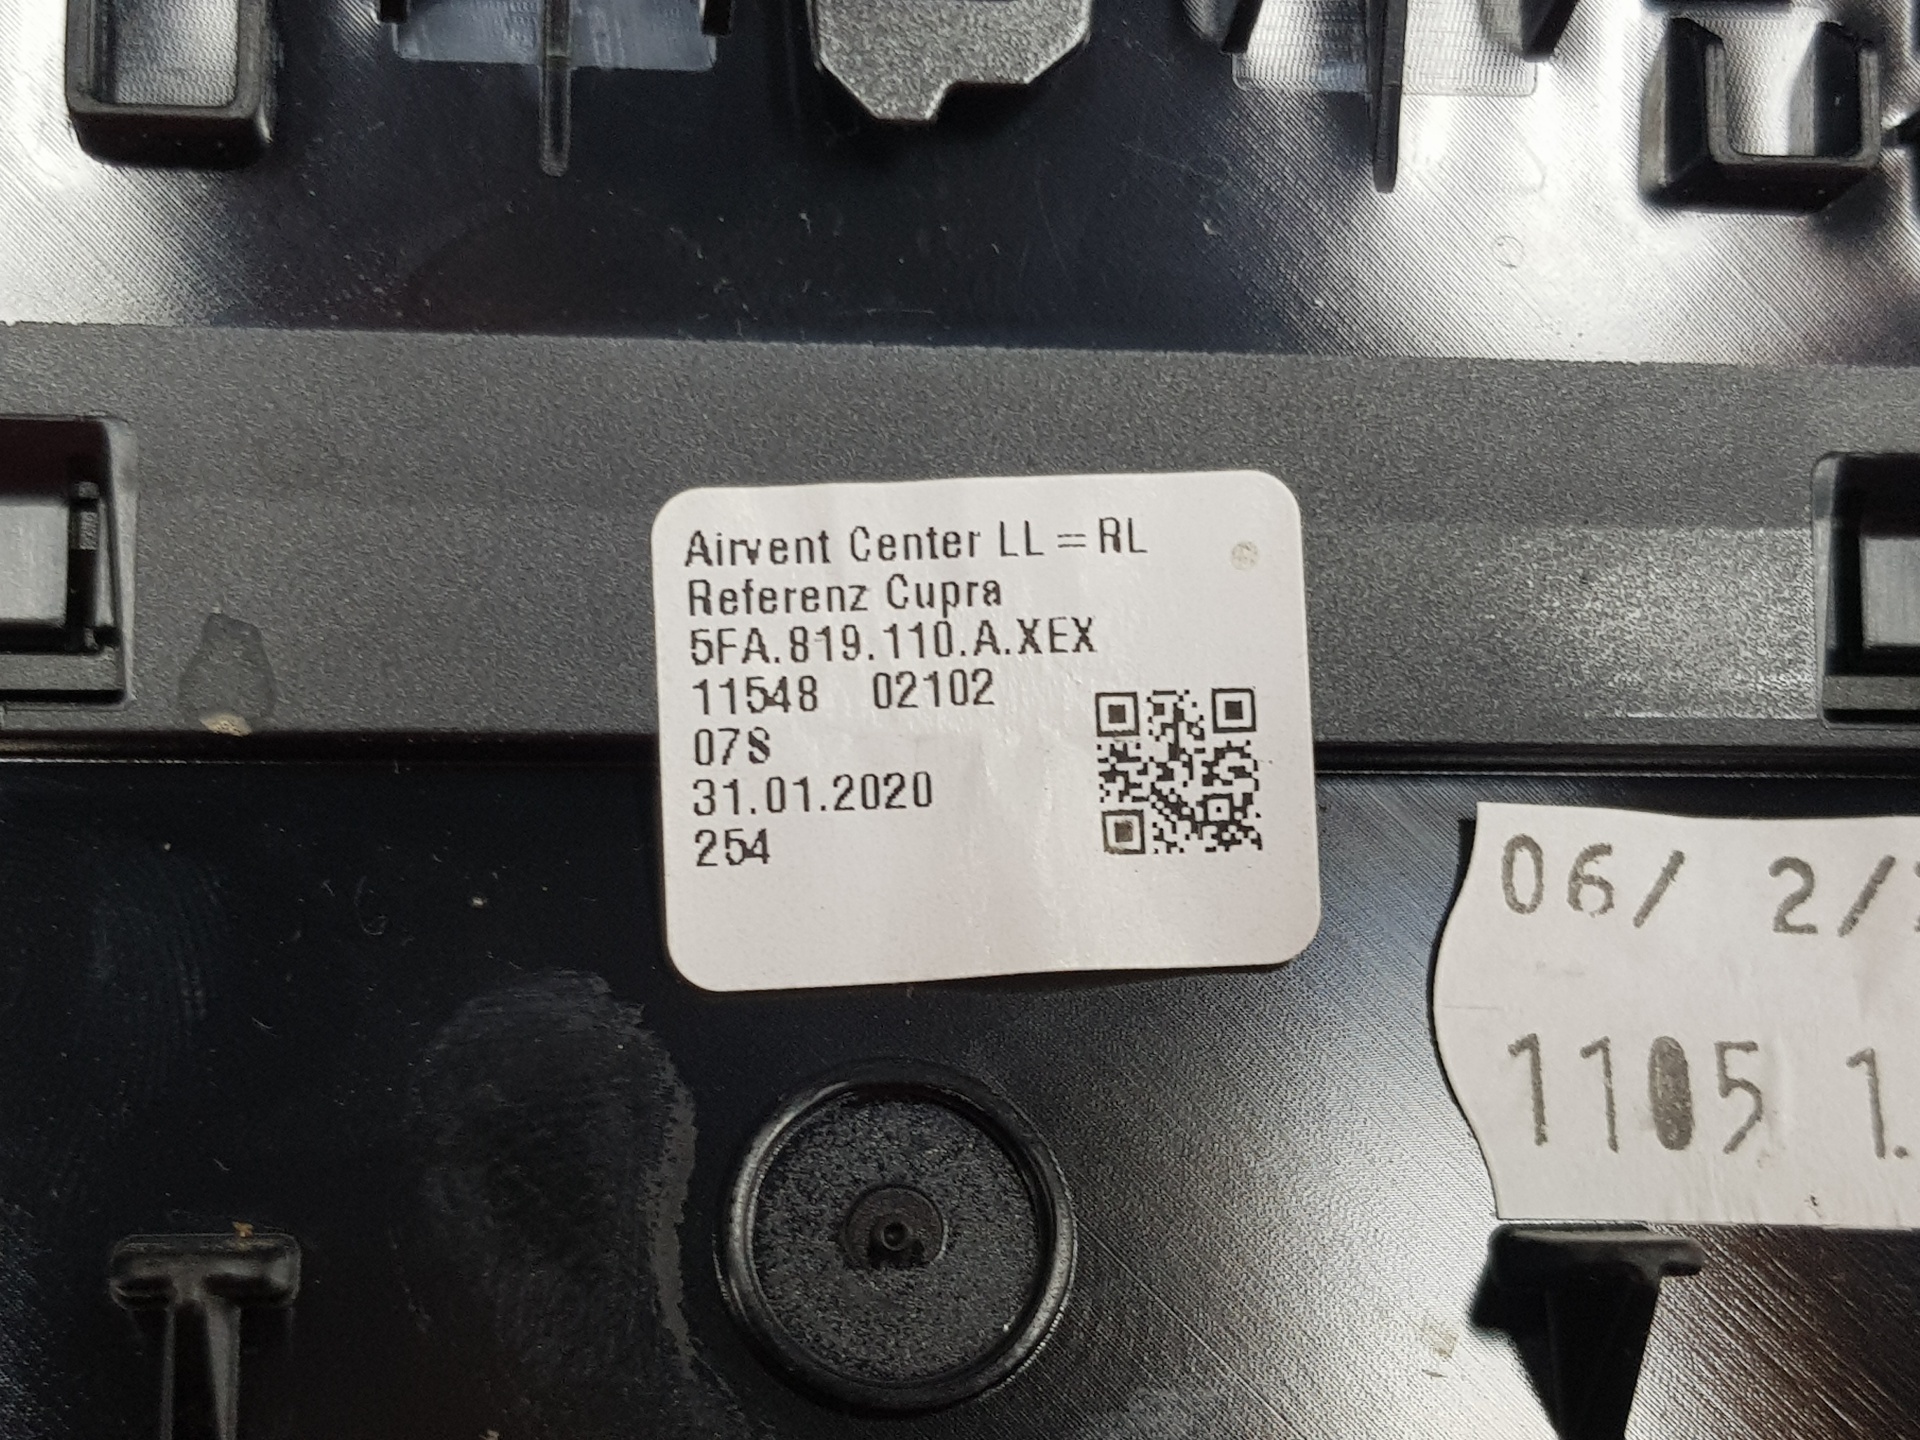 Airvent Center LL = RL
Referenz Cupra
5FA.819.110.A.XEX
11548 02102
07S
31.01.2020
254
06/ 2/
1105 1.